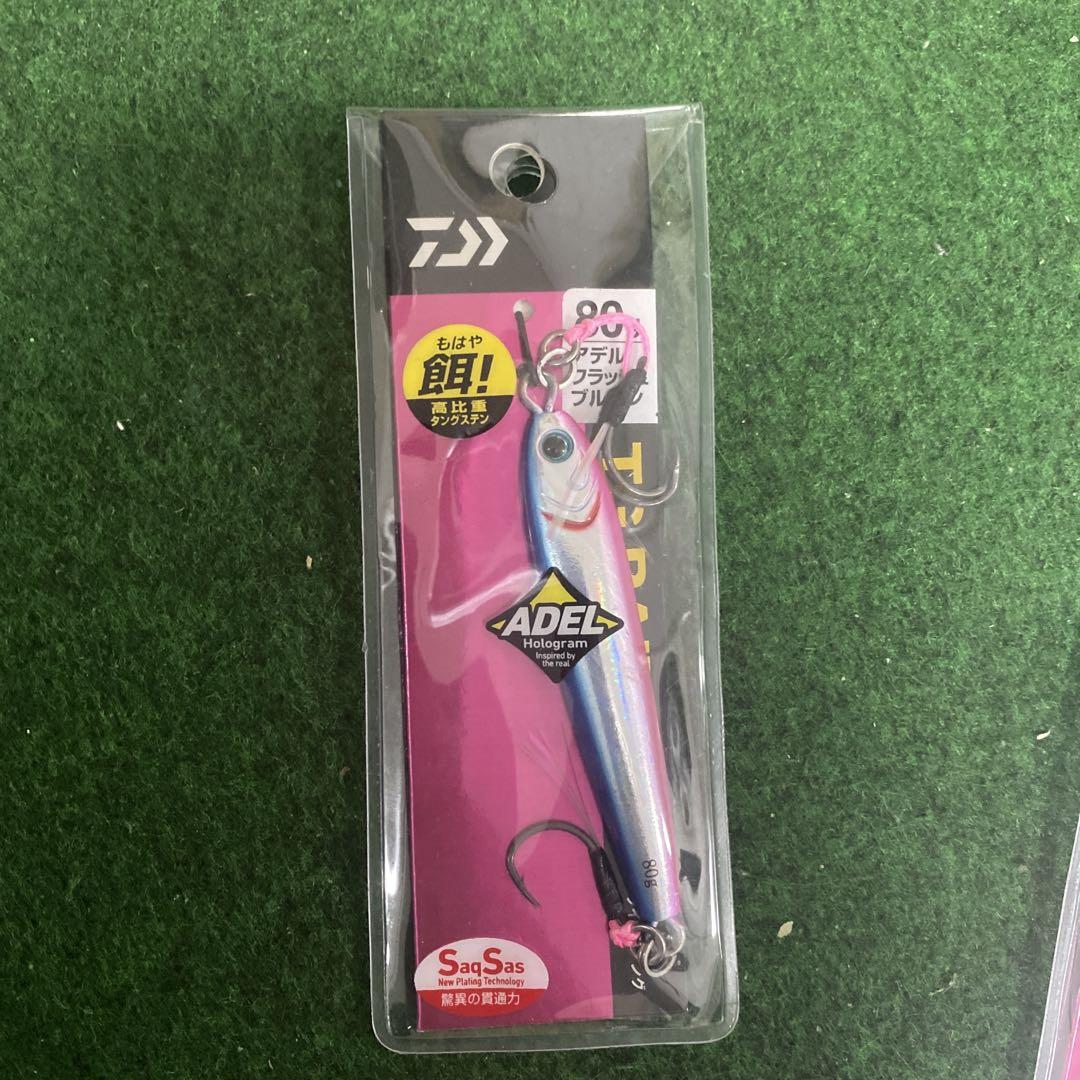 80
もはや
餌!
高比重
タングステン
アデル
フラッシュ
ブルピン
ADEL
Hologram
Inspired by
the real
80g
SaqSas
New Plating Technology
驚異の貫通力